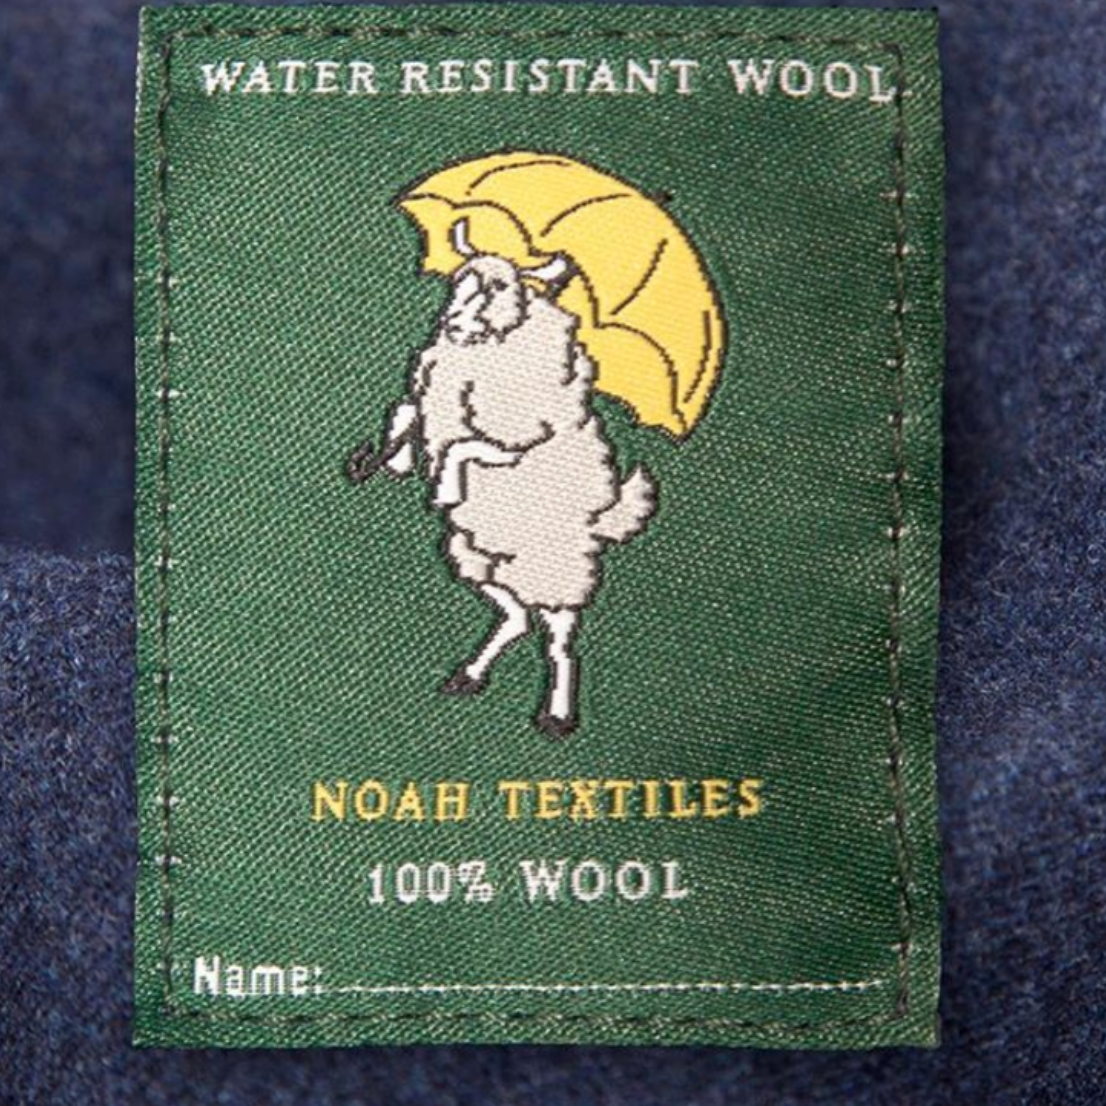 WATER RESISTANT WOOL
NOAH TEXTILES
100% WOOL
Name: